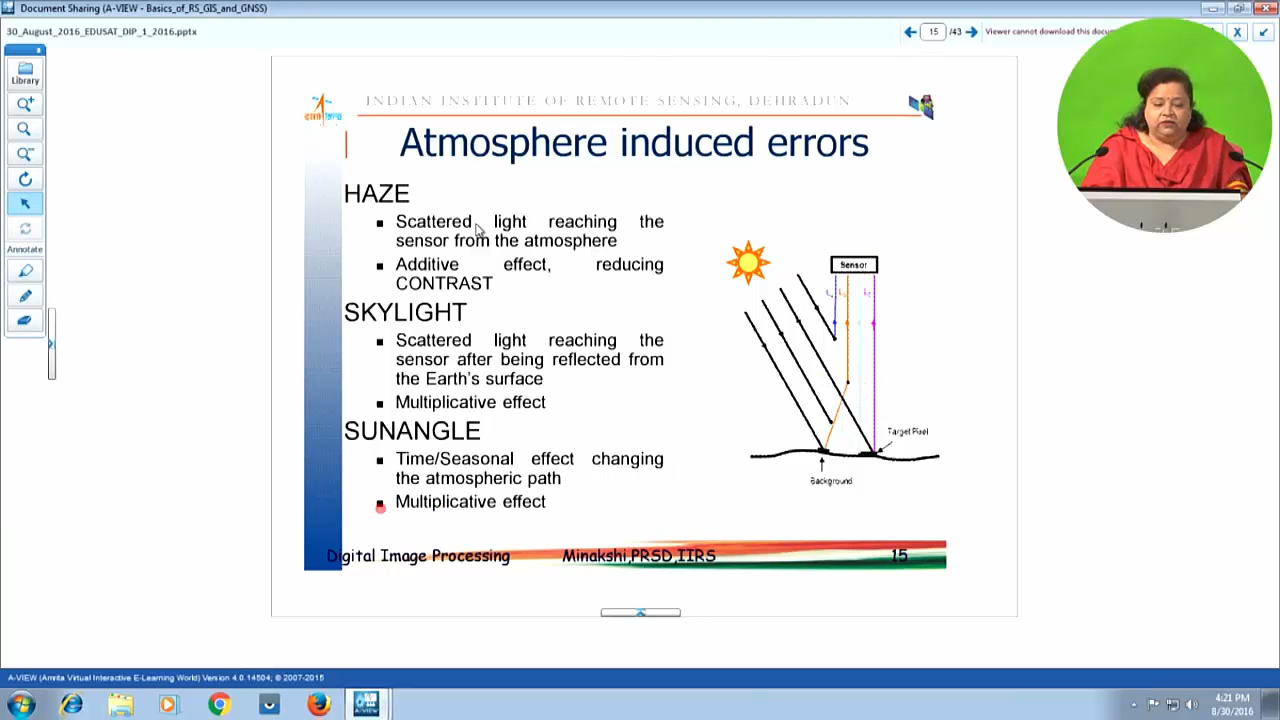 Document Sharing (A-VIEW - Basics_of_RS_GIS_and_GNSS)
30_August_2016_EDUSAT_DIP_1_2016.pptx
15 /43
Viewer cannot download this docum
Library
Annotate
INDIAN INSTITUTE OF REMOTE SENSING, DEHRADUN
Atmosphere induced errors
HAZE
Scattered light reaching the
sensor from the atmosphere
Additive effect, reducing
CONTRAST
SKYLIGHT
Scattered light reaching the
sensor after being reflected from
the Earth's surface
Multiplicative effect
SUNANGLE
Time/Seasonal effect changing
the atmospheric path
Multiplicative effect
Sensor
Target Pixel
Background
Digital Image Processing Minakshi,PRSD,IIRS 15
A-VIEW (Amrita Virtual Interactive E-Learning World) Version 4.0.14504; © 2007-2015
4:21 PM
8/30/2016